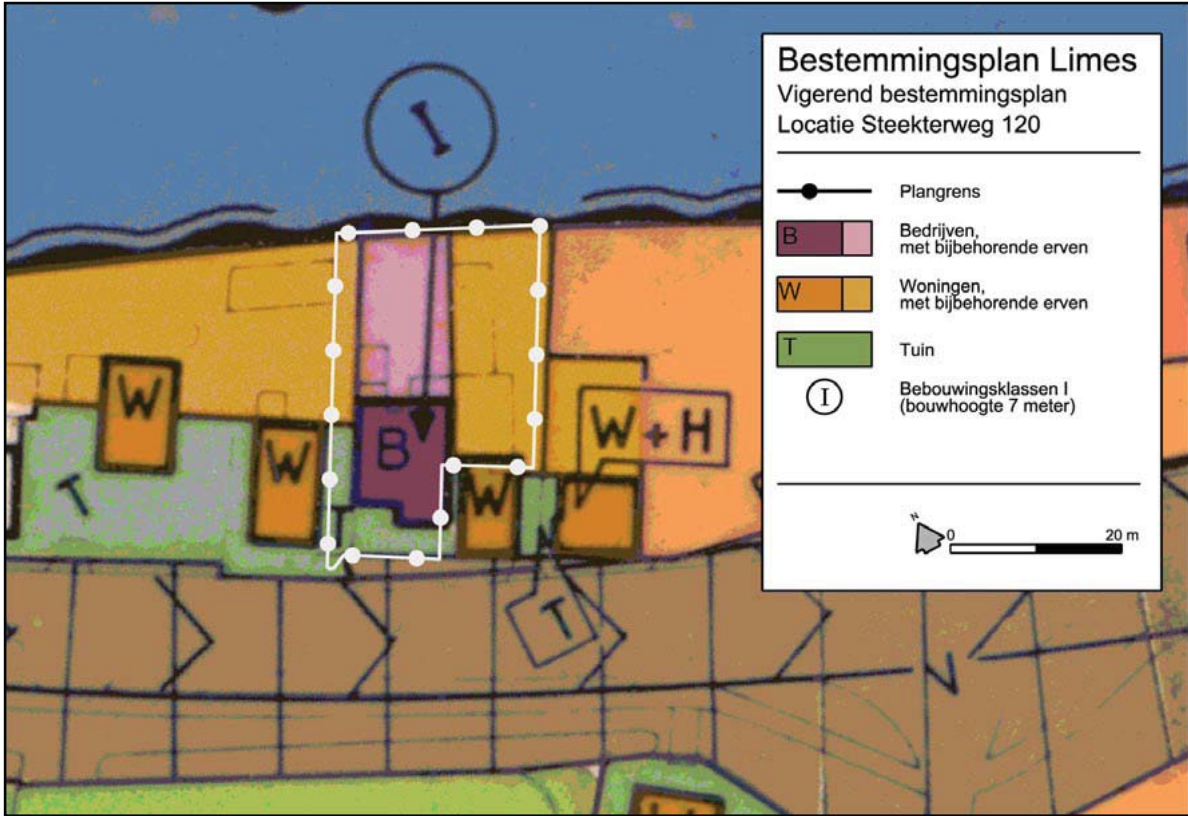 I
Bestemmingsplan Limes
Vigerend bestemmingsplan
Locatie Steekterweg 120
Plangrens
B
Bedrijven,
met bijbehorende erven
W
Woningen,
met bijbehorende erven
T
Tuin
I
Bebouwingsklassen I
(bouwhoogte 7 meter)
N
0
20 m
W
W
B
W
W + H
T
T
V